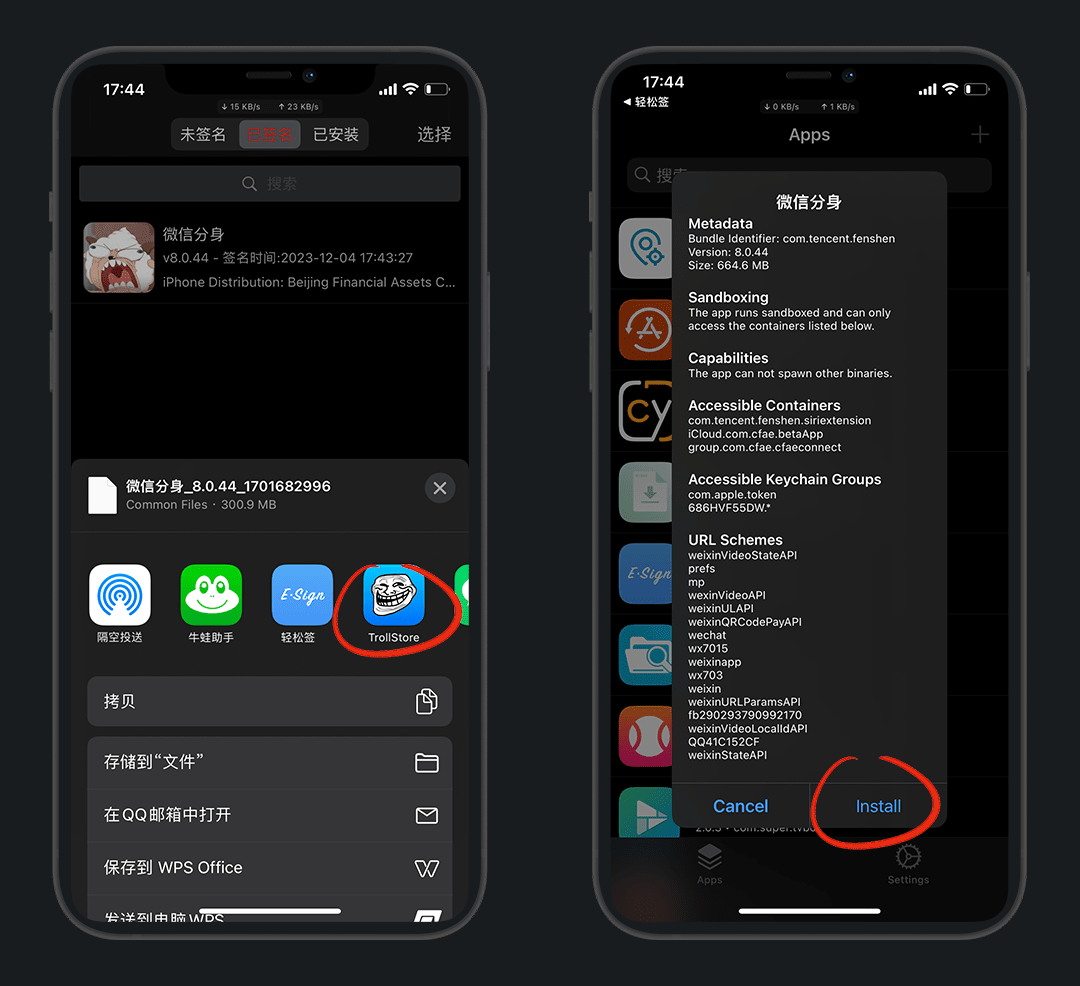 17:44
↓ 15 KB/s ↑ 23 KB/s
未签名 已签名 已安装 选择
搜索
微信分身
v8.0.44 - 签名时间:2023-12-04 17:43:27
iPhone Distribution: Beijing Financial Assets C...
微信分身_8.0.44_1701682996
Common Files · 300.9 MB
E·Sign
隔空投送 牛蛙助手 轻松签 TrollStore
拷贝
存储到“文件”
在QQ邮箱中打开
保存到 WPS Office
发送到电脑WPS
17:44
◀ 轻松签
↓ 0 KB/s ↑ 1 KB/s
Apps
搜索
cy
E·Sign
微信分身
Metadata
Bundle Identifier: com.tencent.fenshen
Version: 8.0.44
Size: 664.6 MB
Sandboxing
The app runs sandboxed and can only
access the containers listed below.
Capabilities
The app can not spawn other binaries.
Accessible Containers
com.tencent.fenshen.siriextension
iCloud.com.cfae.betaApp
group.com.cfae.cfaeconnect
Accessible Keychain Groups
com.apple.token
686HVF55DW.*
URL Schemes
weixinVideoStateAPI
prefs
mp
weixinVideoAPI
weixinULAPI
weixinQRCodePayAPI
wechat
wx7015
weixinapp
wx703
weixin
weixinURLParamsAPI
fb290293790992170
weixinVideoLocalIdAPI
QQ41C152CF
weixinStateAPI
Cancel Install
Apps Settings